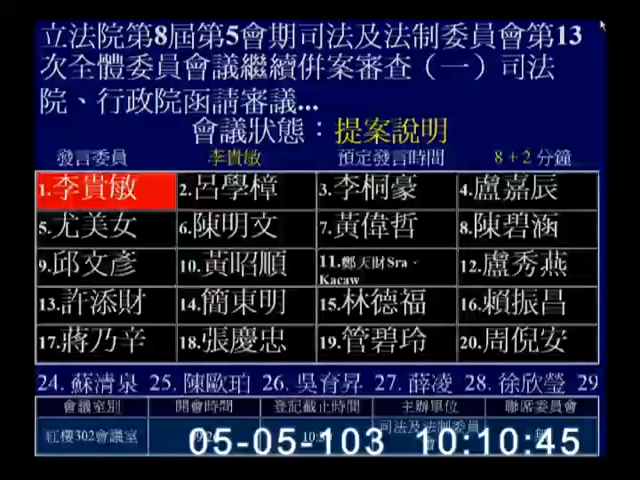 立法院第8屆第5會期司法及法制委員會第13
次全體委員會議繼續併案審查（一）司法
院、行政院函請審議...
會議狀態：提案說明
發言委員 李貴敏 預定發言時間 8+2 分鐘
1.李貴敏 2.呂學樟 3.李桐豪 4.盧嘉辰
5.尤美女 6.陳明文 7.黃偉哲 8.陳碧涵
9.邱文彥 10.黃昭順 11.鄭天財Sra．Kacaw 12.盧秀燕
13.許添財 14.簡東明 15.林德福 16.賴振昌
17.蔣乃辛 18.張慶忠 19.管碧玲 20.周倪安
24. 蘇清泉 25. 陳歐珀 26. 吳育昇 27. 薛凌 28. 徐欣瑩 29
會議室別 開會時間 登記截止時間 主辦單位 聯席委員會
紅樓302會議室 司法及法制委員會
05-05-103 10:10:45